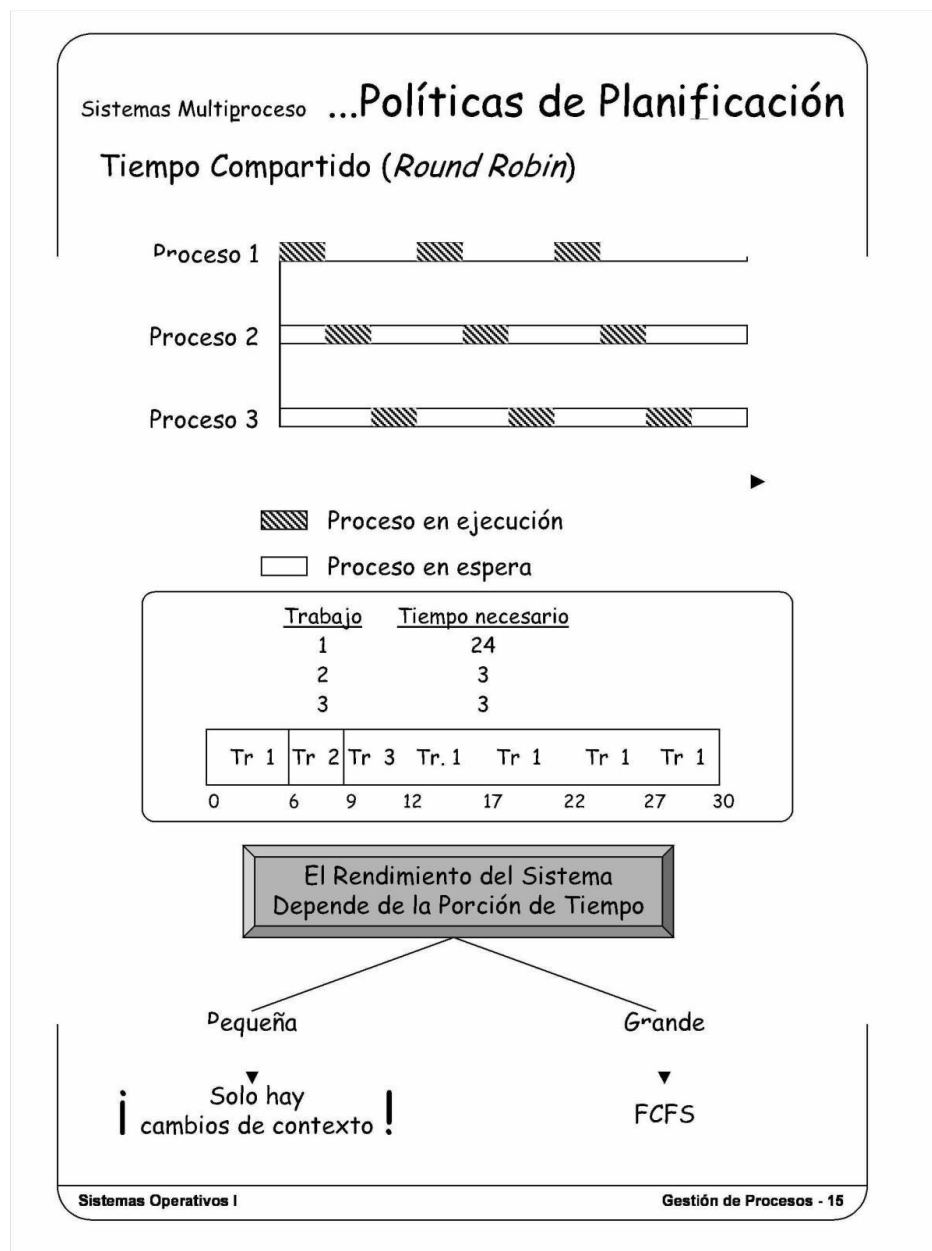 Sistemas Multiproceso ...Políticas de Planificación
Tiempo Compartido (Round Robin)
Proceso 1
Proceso 2
Proceso 3
Proceso en ejecución
Proceso en espera
Trabajo Tiempo necesario
1 24
2 3
3 3
Tr 1 Tr 2 Tr 3 Tr. 1 Tr 1 Tr 1 Tr 1
0 6 9 12 17 22 27 30
El Rendimiento del Sistema
Depende de la Porción de Tiempo
Pequeña Grande
¡ Solo hay
cambios de contexto !
FCFS
Sistemas Operativos I Gestión de Procesos - 15